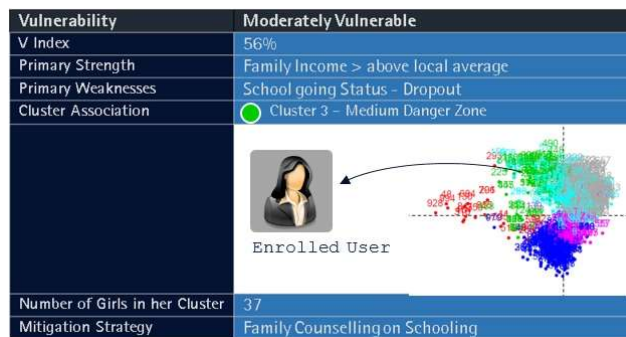 Vulnerability Moderately Vulnerable
V Index 56%
Primary Strength Family Income > above local average
Primary Weaknesses School going Status - Dropout
Cluster Association Cluster 3 – Medium Danger Zone
Enrolled User
Number of Girls in her Cluster 37
Mitigation Strategy Family Counselling on Schooling